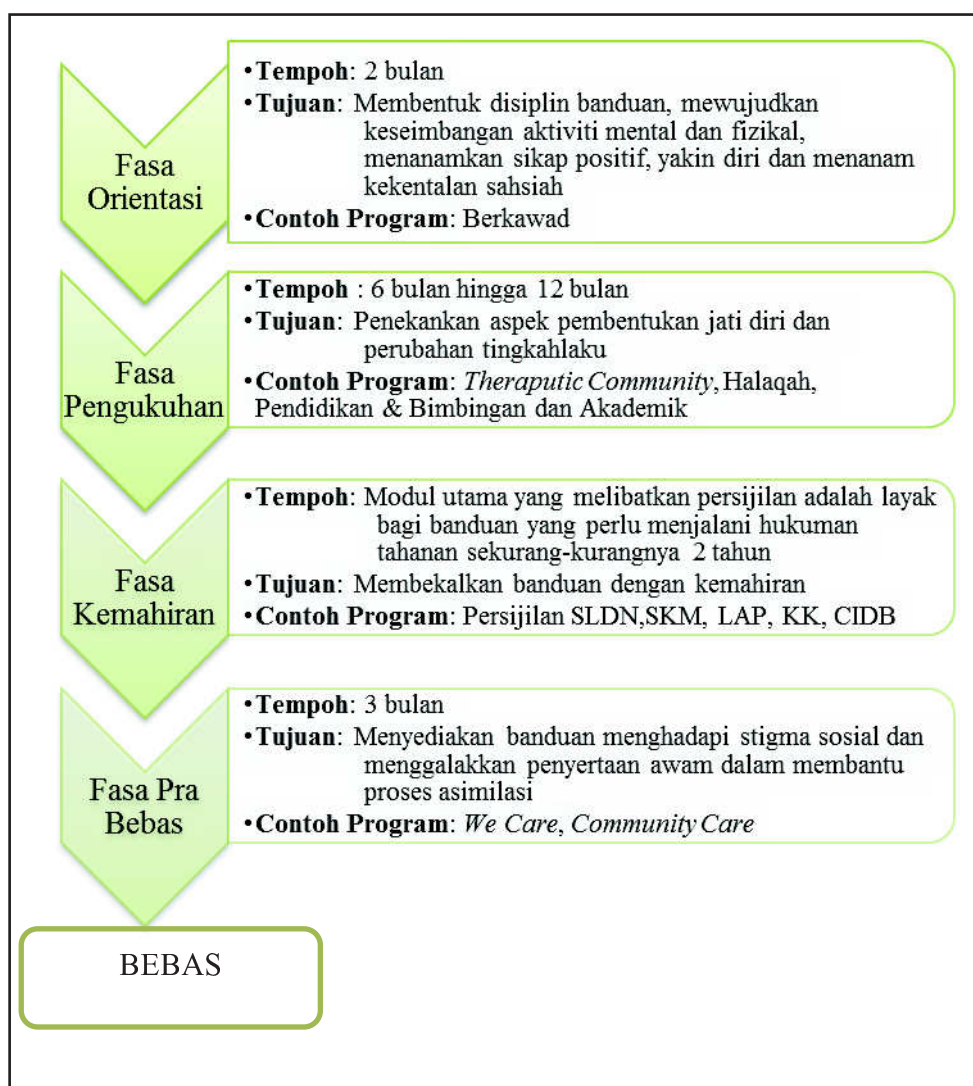 Fasa
Orientasi
•Tempoh: 2 bulan
•Tujuan: Membentuk disiplin banduan, mewujudkan
keseimbangan aktiviti mental dan fizikal,
menanamkan sikap positif, yakin diri dan menanam
kekentalan sahsiah
•Contoh Program: Berkawad
Fasa
Pengukuhan
•Tempoh : 6 bulan hingga 12 bulan
•Tujuan: Penekankan aspek pembentukan jati diri dan
perubahan tingkahlaku
•Contoh Program: Theraputic Community, Halaqah,
Pendidikan & Bimbingan dan Akademik
Fasa
Kemahiran
•Tempoh: Modul utama yang melibatkan persijilan adalah layak
bagi banduan yang perlu menjalani hukuman
tahanan sekurang-kurangnya 2 tahun
•Tujuan: Membekalkan banduan dengan kemahiran
•Contoh Program: Persijilan SLDN,SKM, LAP, KK, CIDB
Fasa Pra
Bebas
•Tempoh: 3 bulan
•Tujuan: Menyediakan banduan menghadapi stigma sosial dan
menggalakkan penyertaan awam dalam membantu
proses asimilasi
•Contoh Program: We Care, Community Care
BEBAS